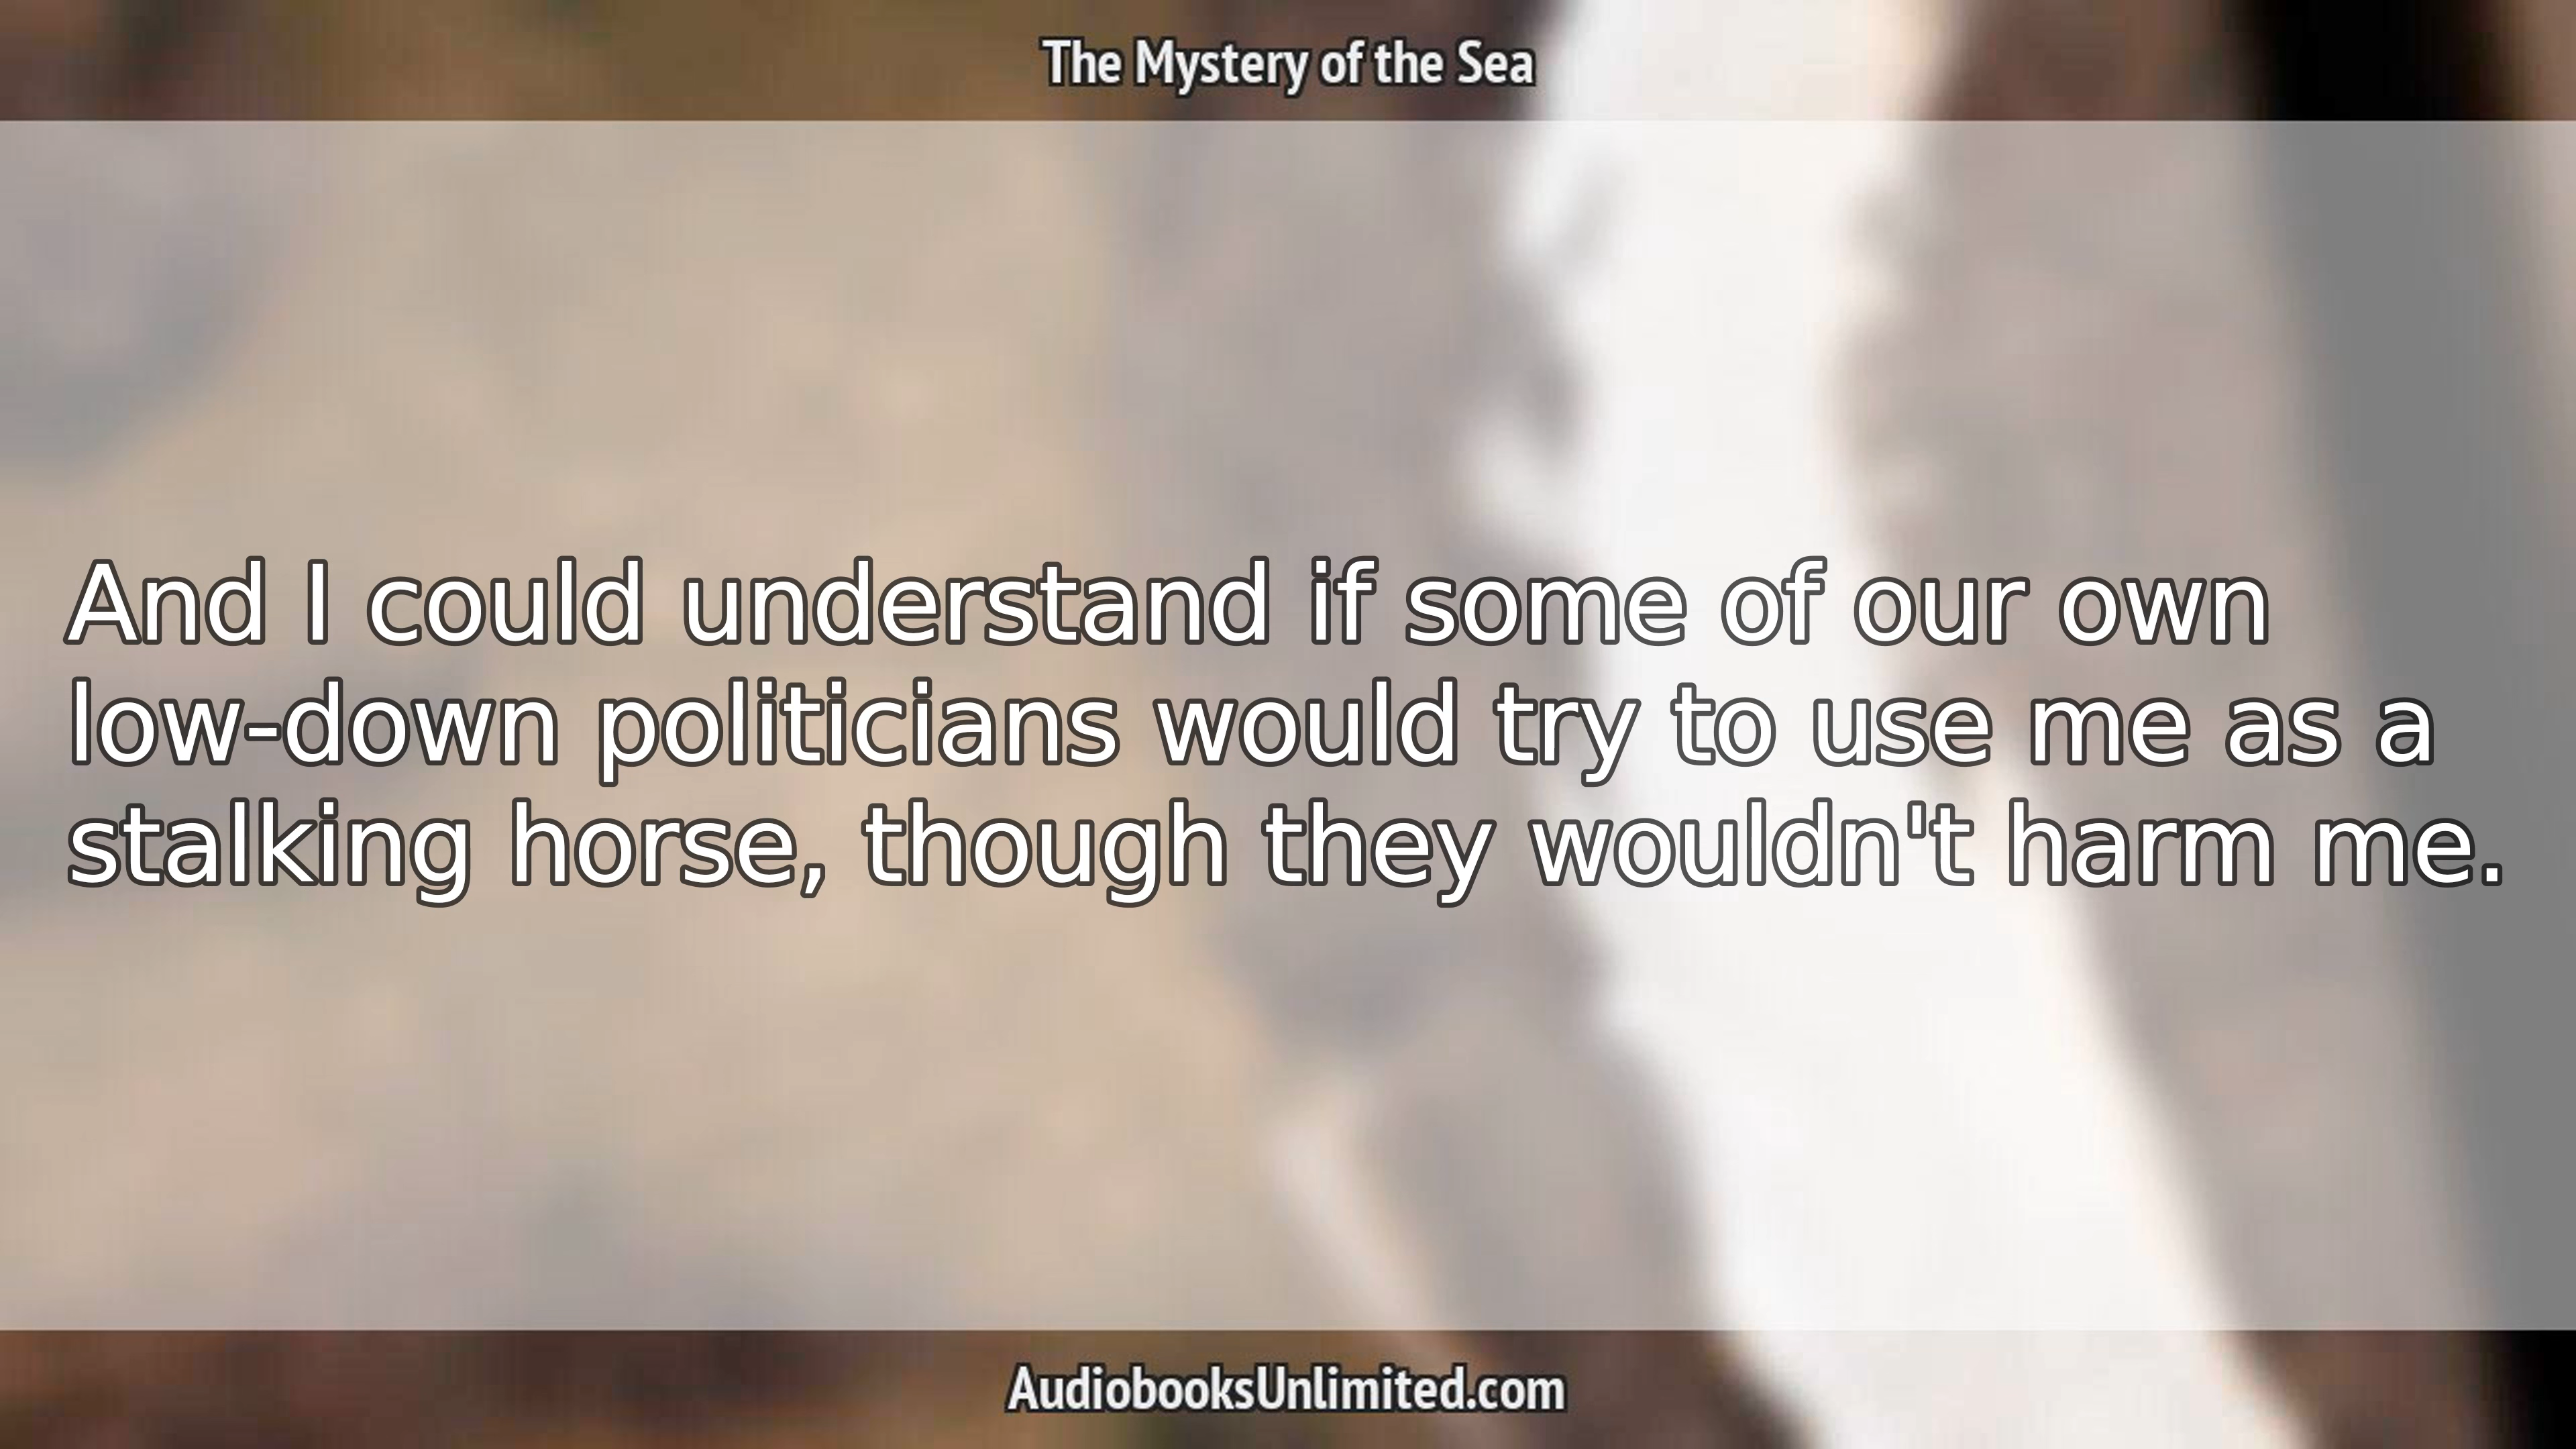 The Mystery of the Sea
And I could understand if some of our own
low-down politicians would try to use me as a
stalking horse, though they wouldn't harm me.
AudiobooksUnlimited.com